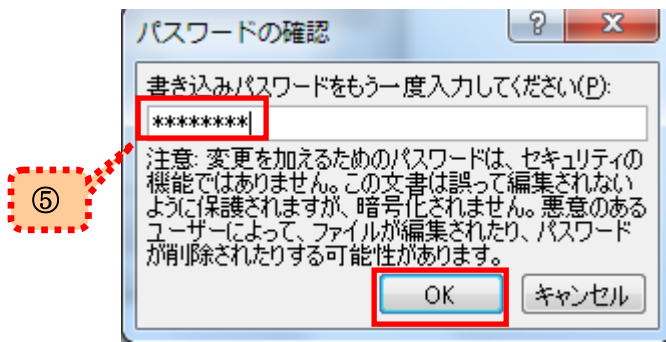 パスワードの確認
書き込みパスワードをもう一度入力してください(P):
********
⑤
注意: 変更を加えるためのパスワードは、セキュリティの
機能ではありません。この文書は誤って編集されない
ように保護されますが、暗号化されません。悪意のある
ユーザーによって、ファイルが編集されたり、パスワード
が削除されたりする可能性があります。
OK
キャンセル